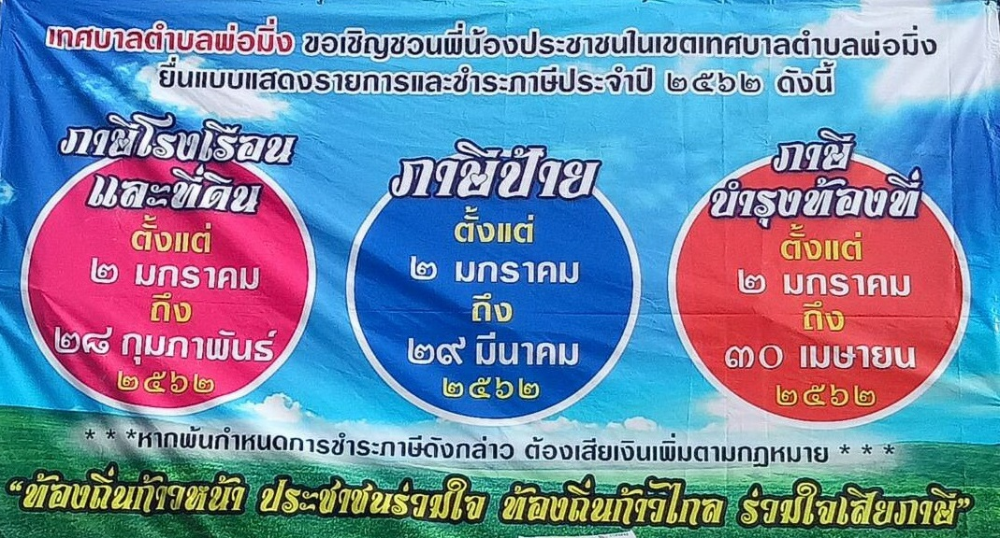 เทศบาลตำบลพ่อมิ่ง ขอเชิญชวนพี่น้องประชาชนในเขตเทศบาลตำบลพ่อมิ่ง
ยื่นแบบแสดงรายการและชำระภาษีประจำปี ๒๕๖๒ ดังนี้
ภาษีโรงเรือน
และที่ดิน
ตั้งแต่
๒ มกราคม
ถึง
๒๘ กุมภาพันธ์
๒๕๖๒
ภาษีป้าย
ตั้งแต่
๒ มกราคม
ถึง
๒๙ มีนาคม
๒๕๖๒
ภาษี
บำรุงท้องที่
ตั้งแต่
๒ มกราคม
ถึง
๓๐ เมษายน
๒๕๖๒
* * *หากพ้นกำหนดการชำระภาษีดังกล่าว ต้องเสียเงินเพิ่มตามกฎหมาย * * *
“ท้องถิ่นก้าวหน้า ประชาชนร่วมใจ ท้องถิ่นก้าวไกล ร่วมใจเสียภาษี”